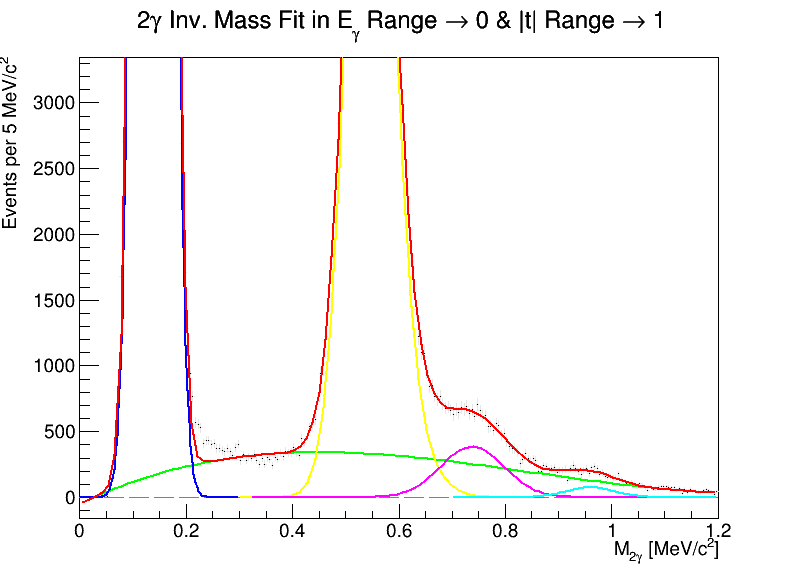 2γ Inv. Mass Fit in Eγ Range → 0 & |t| Range → 1
Events per 5 MeV/c²
3000
2500
2000
1500
1000
500
0
0 0.2 0.4 0.6 0.8 1 1.2
M2γ [MeV/c²]